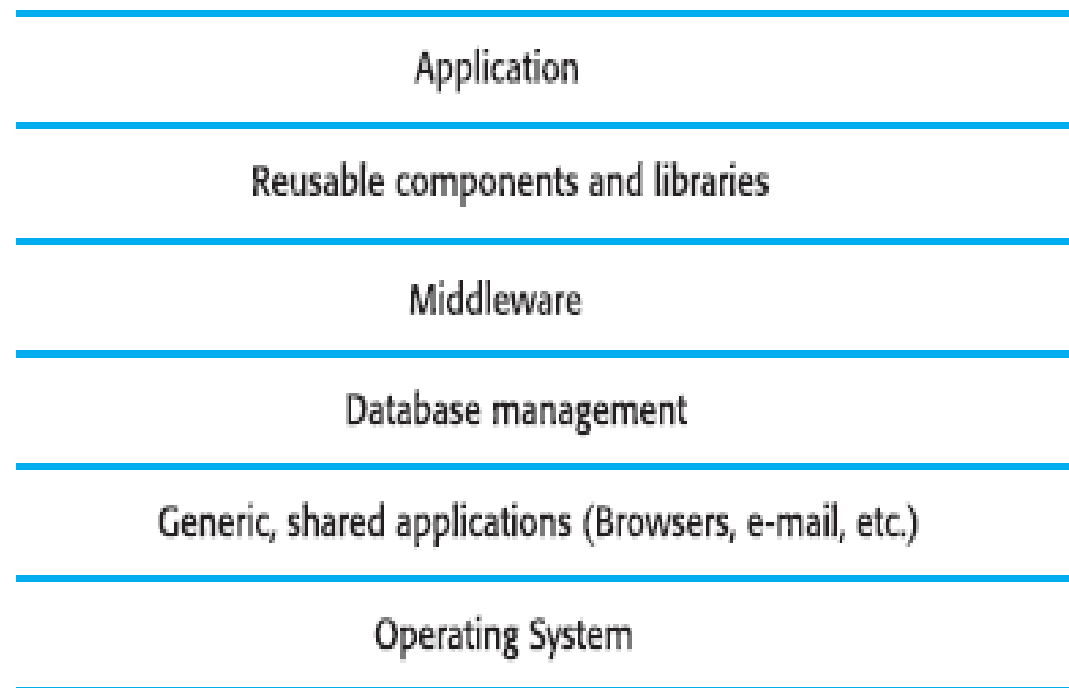 Application
Reusable components and libraries
Middleware
Database management
Generic, shared applications (Browsers, e-mail, etc.)
Operating System